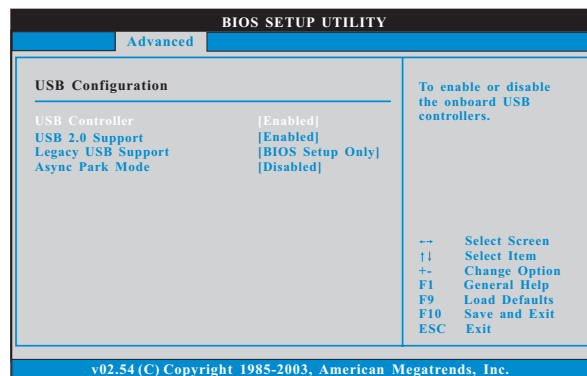 BIOS SETUP UTILITY
Advanced
USB Configuration
USB Controller [Enabled]
USB 2.0 Support [Enabled]
Legacy USB Support [BIOS Setup Only]
Async Park Mode [Disabled]
To enable or disable
the onboard USB
controllers.
←→ Select Screen
↑↓ Select Item
+- Change Option
F1 General Help
F9 Load Defaults
F10 Save and Exit
ESC Exit
v02.54 (C) Copyright 1985-2003, American Megatrends, Inc.